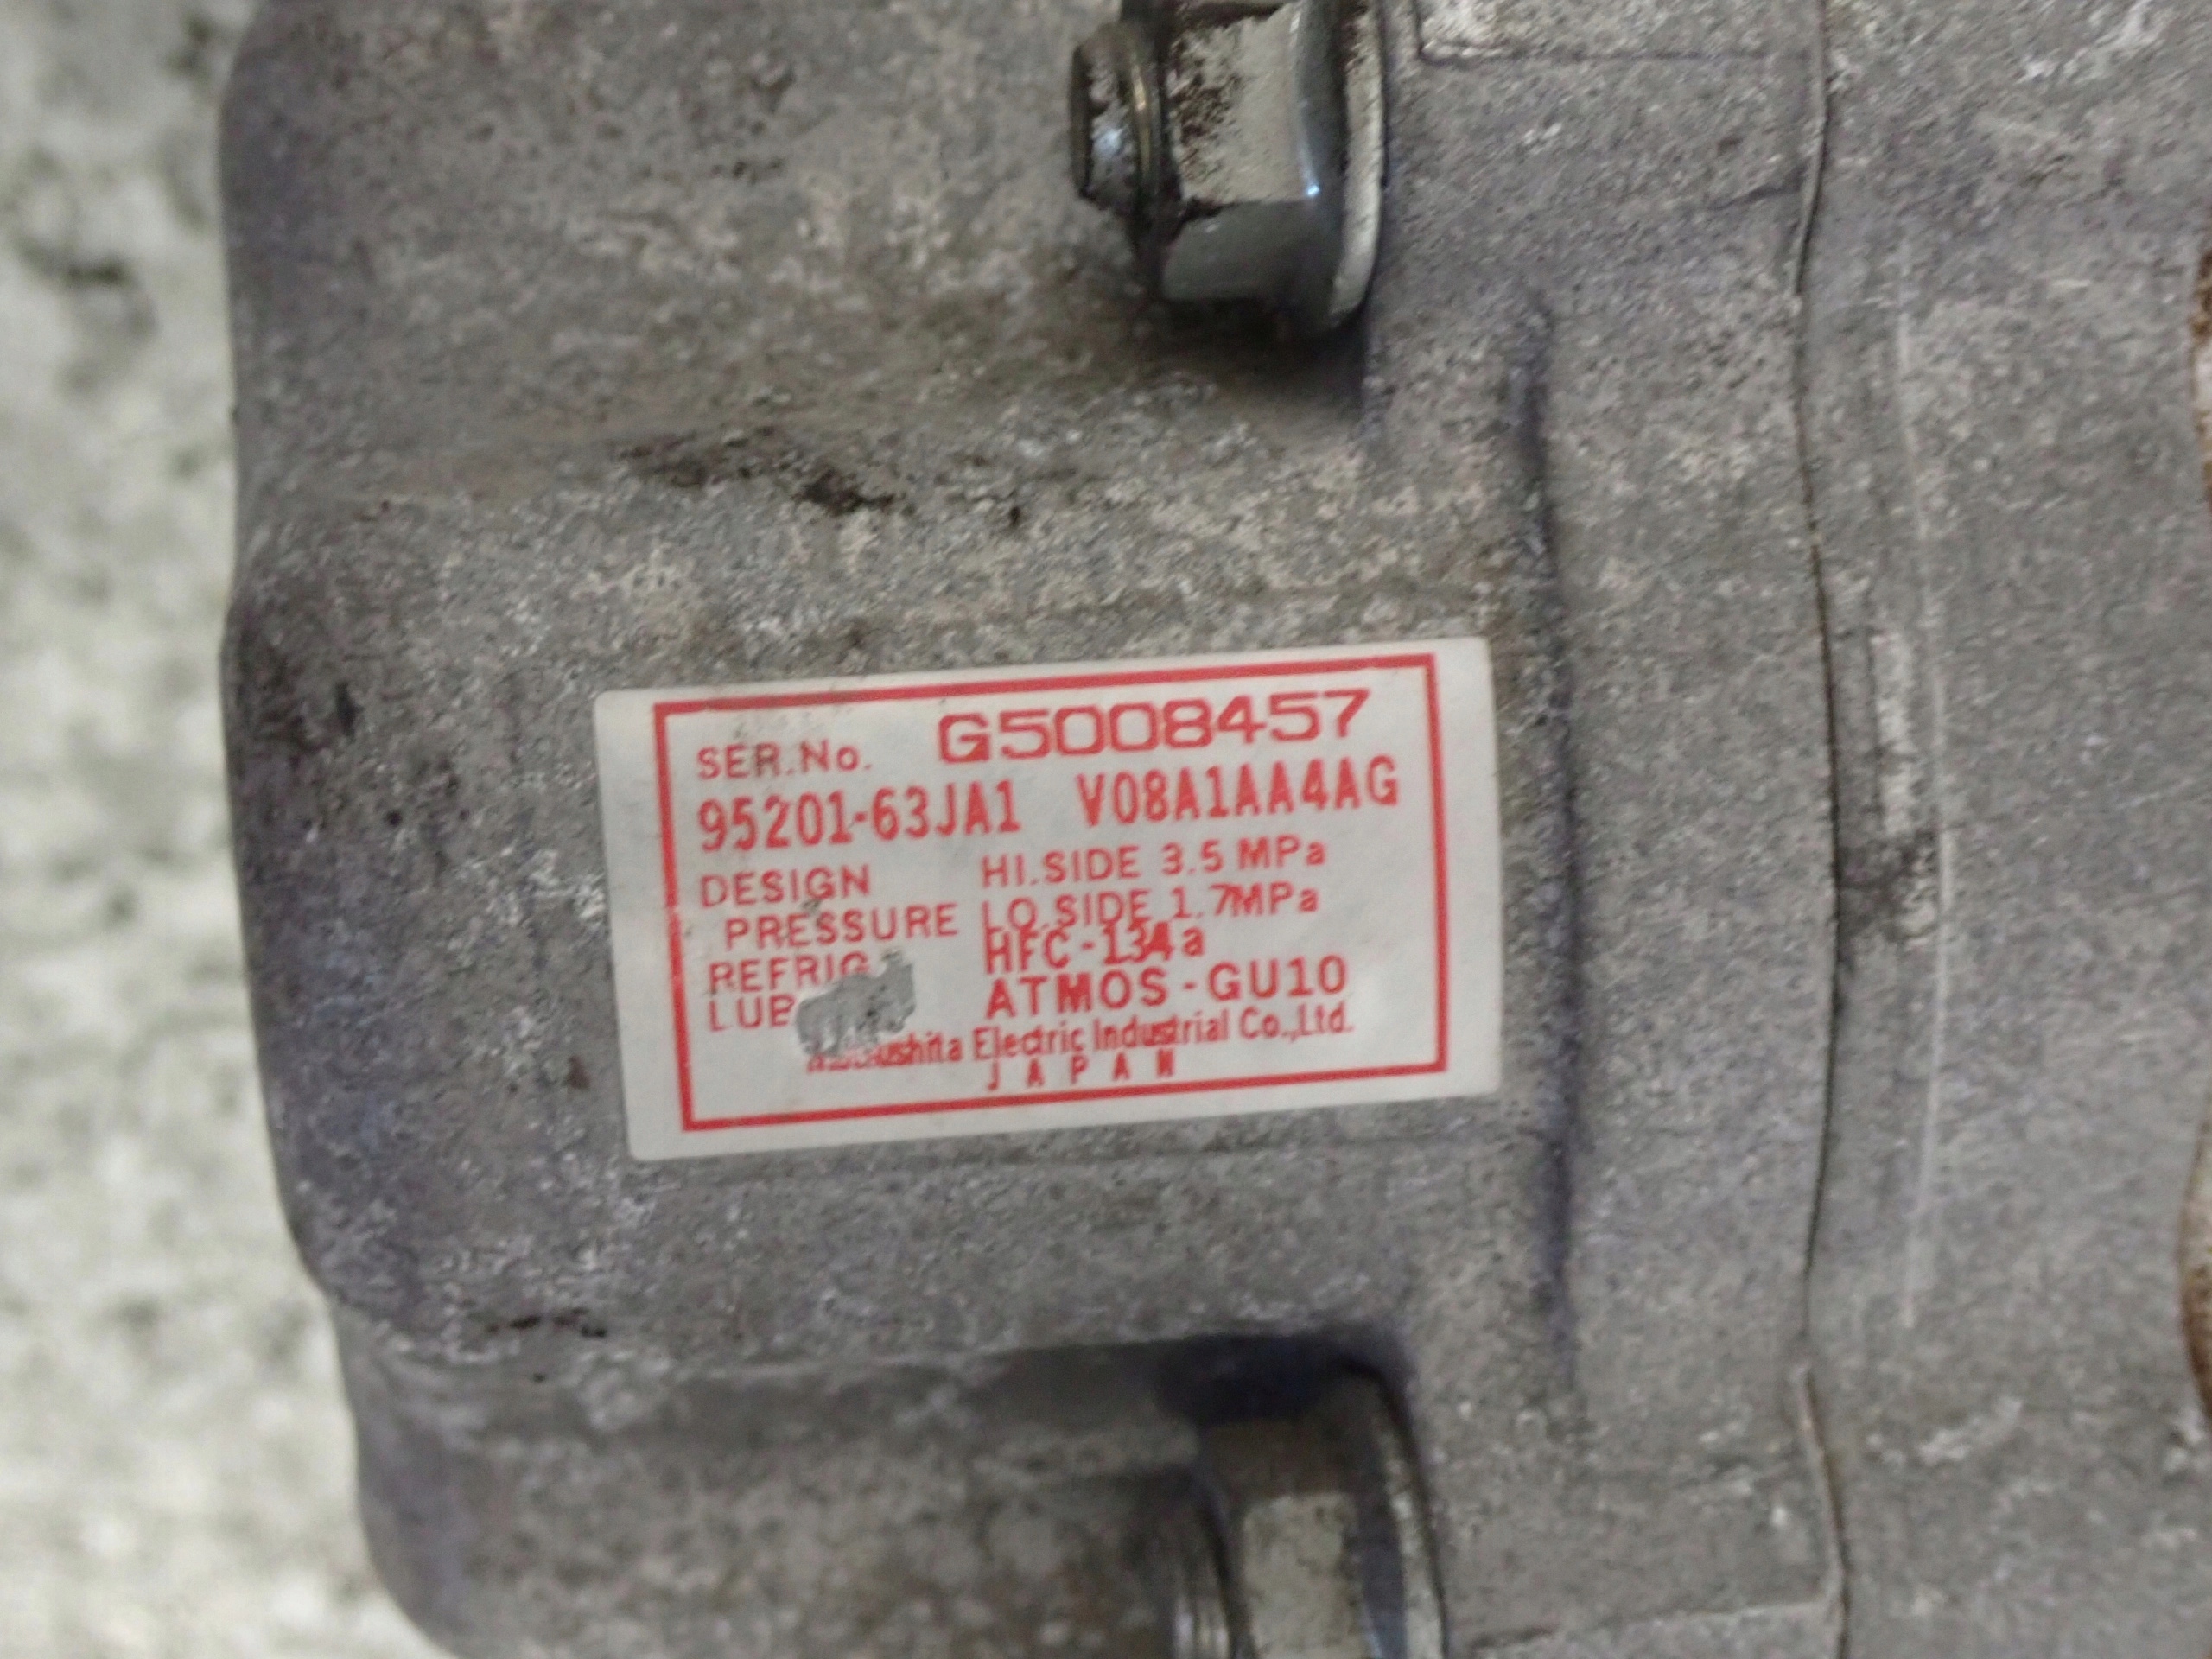 SER.No. G5008457
95201-63JA1 V08A1AA4AG
DESIGN HI.SIDE 3.5 MPa
PRESSURE LO.SIDE 1.7MPa
REFRIG HFC-134a
LUB ATMOS-GU10
Electric Industrial Co.,Ltd.
JAPAN